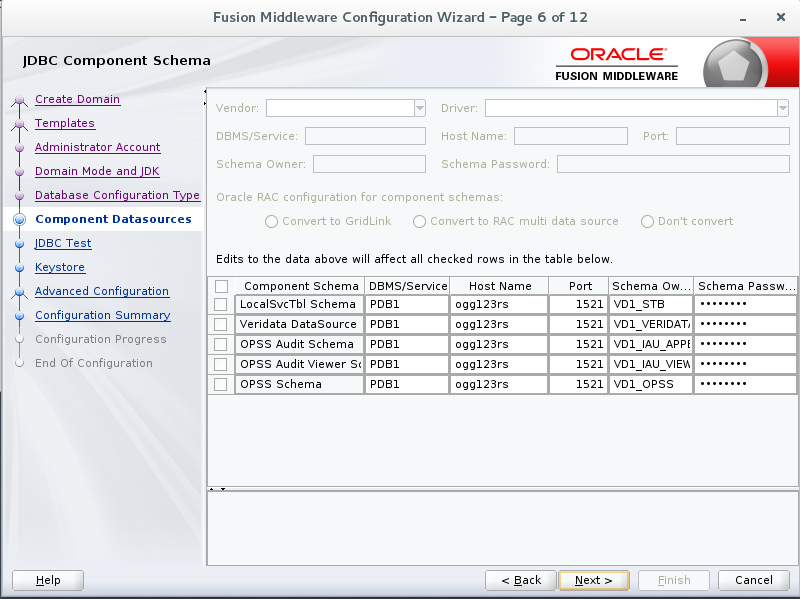 Fusion Middleware Configuration Wizard – Page 6 of 12
JDBC Component Schema
ORACLE
FUSION MIDDLEWARE
Create Domain
Templates
Administrator Account
Domain Mode and JDK
Database Configuration Type
Component Datasources
JDBC Test
Keystore
Advanced Configuration
Configuration Summary
Configuration Progress
End Of Configuration
Vendor: Driver:
DBMS/Service: Host Name: Port:
Schema Owner: Schema Password:
Oracle RAC configuration for component schemas:
Convert to GridLink Convert to RAC multi data source Don't convert
Edits to the data above will affect all checked rows in the table below.
Component Schema DBMS/Service Host Name Port Schema Ow... Schema Passw...
LocalSvcTbl Schema PDB1 ogg123rs 1521 VD1_STB ••••••••
Veridata DataSource PDB1 ogg123rs 1521 VD1_VERIDATA ••••••••
OPSS Audit Schema PDB1 ogg123rs 1521 VD1_IAU_APPE ••••••••
OPSS Audit Viewer Sc PDB1 ogg123rs 1521 VD1_IAU_VIEW ••••••••
OPSS Schema PDB1 ogg123rs 1521 VD1_OPSS ••••••••
Help < Back Next > Finish Cancel